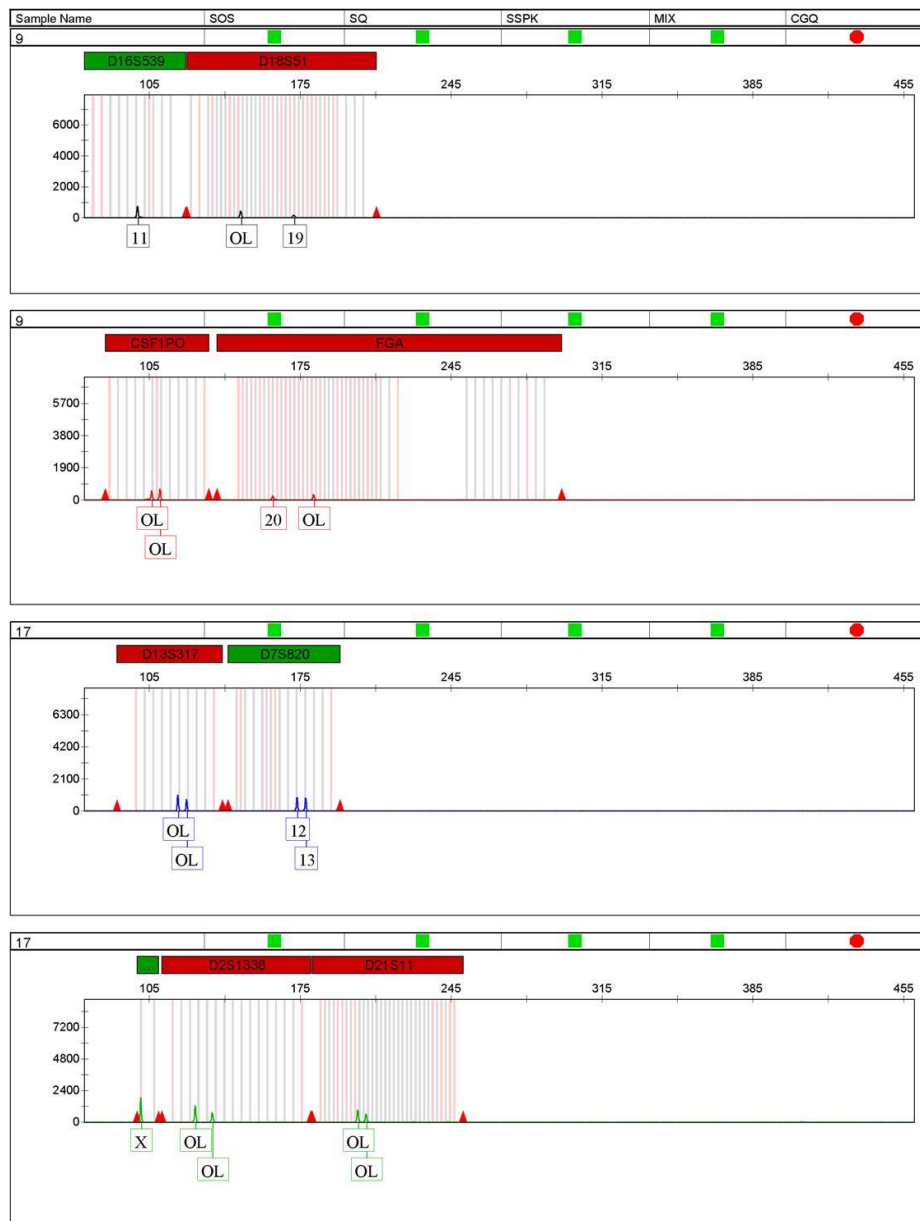 Sample Name SOS SQ SSPK MIX CGQ
9
D16S539 D18S51
105 175 245 315 385 455
6000
4000
2000
0
11 OL 19
9
CSF1PO FGA
105 175 245 315 385 455
5700
3800
1900
0
OL 20 OL
OL
17
D13S317 D7S820
105 175 245 315 385 455
6300
4200
2100
0
OL 12
OL 13
17
... D2S1338 D21S11
105 175 245 315 385 455
7200
4800
2400
0
X OL OL
OL OL